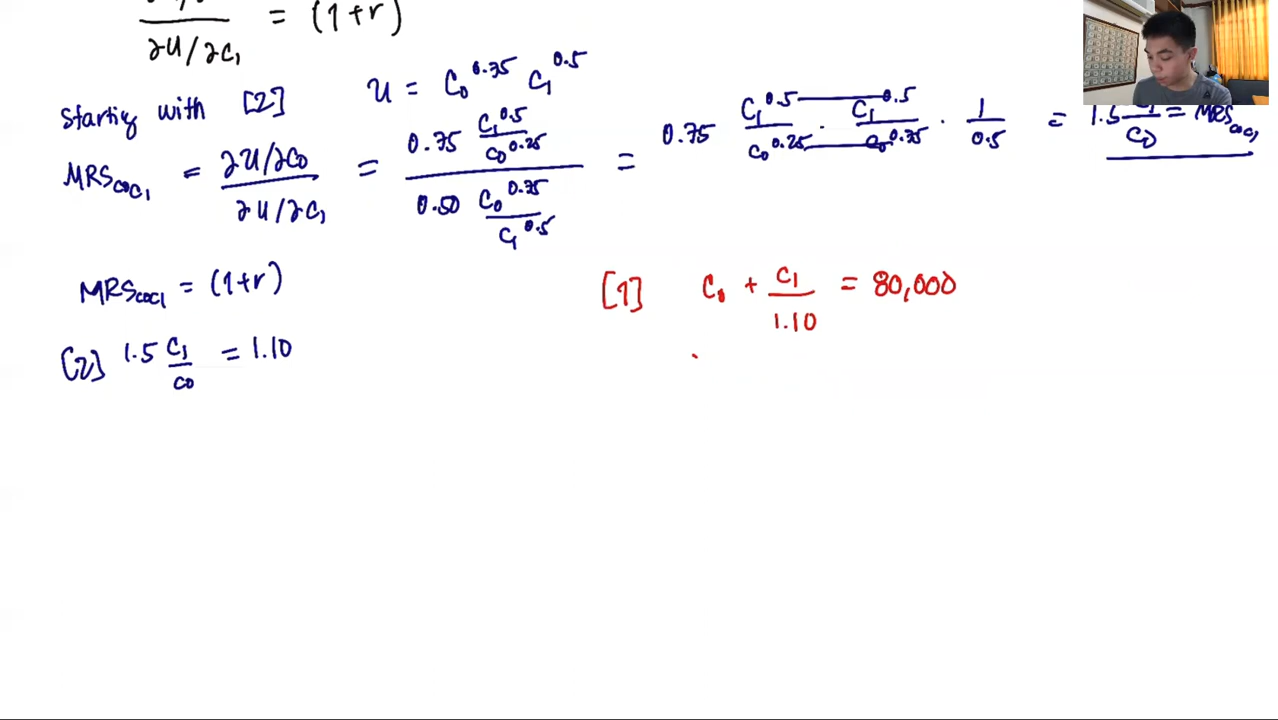 ∂U/∂C₁ = (1+r)
Starting with [2] U = C₀^0.75 C₁^0.5
MRS_C₀C₁ = (∂U/∂C₀)/(∂U/∂C₁) = (0.75 C₁^0.5/C₀^0.25)/(0.50 C₀^0.75/C₁^0.5) = 0.75 C₁^0.5/C₀^0.25 · C₁^0.5/C₀^0.75 · 1/0.5 = 1.5 C₁/C₀ = MRS_C₀C₁
MRS_C₀C₁ = (1+r)
[1] C₀ + C₁/1.10 = 80,000
[2] 1.5 C₁/C₀ = 1.10